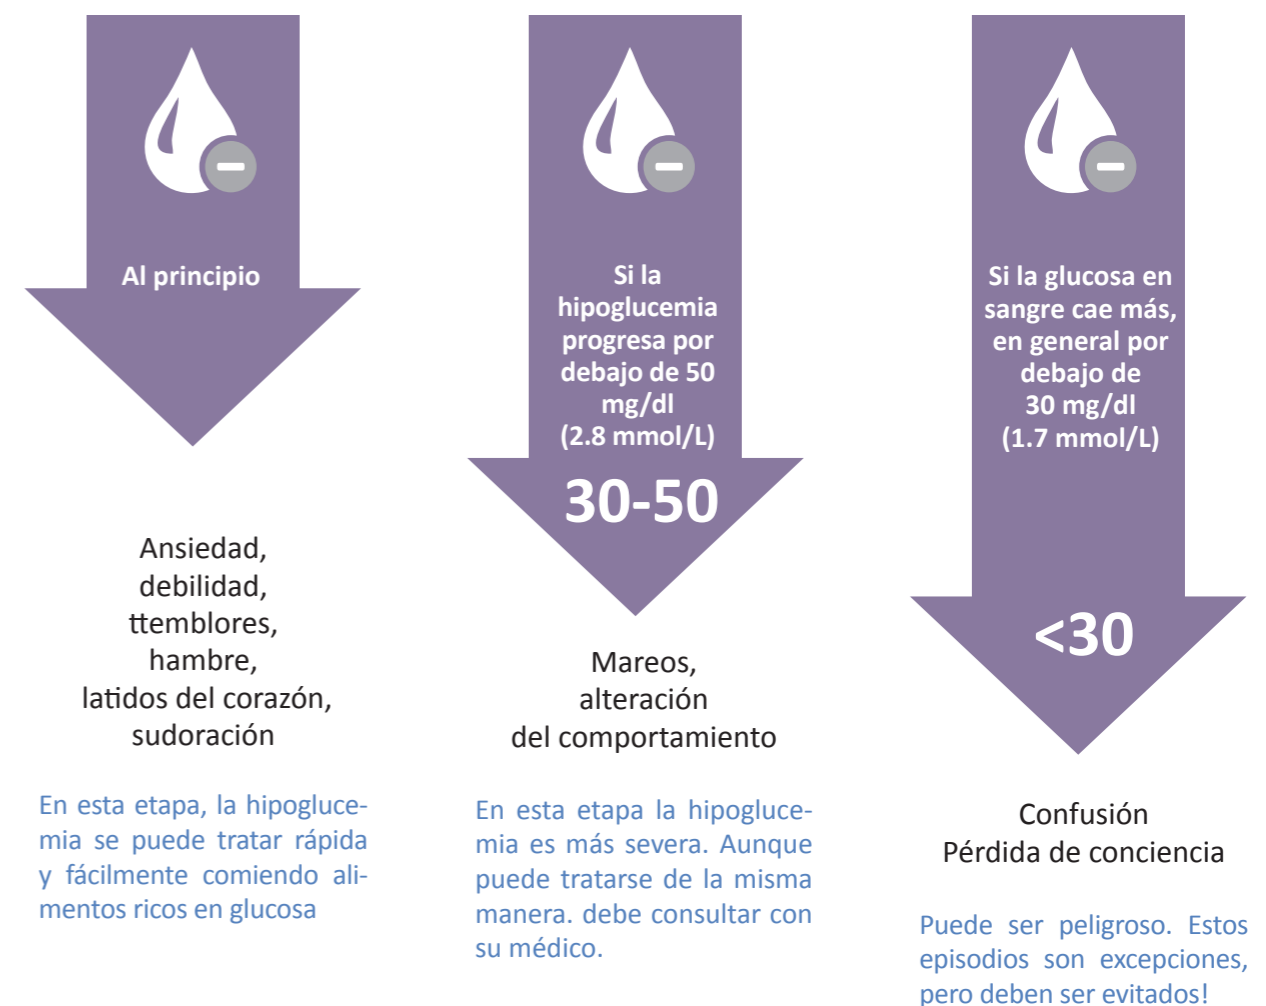 Al principio
Ansiedad,
debilidad,
ttemblores,
hambre,
latidos del corazón,
sudoración
En esta etapa, la hipogluce-
mia se puede tratar rápida
y fácilmente comiendo ali-
mentos ricos en glucosa
Si la
hipoglucemia
progresa por
debajo de 50
mg/dl
(2.8 mmol/L)
30-50
Mareos,
alteración
del comportamiento
En esta etapa la hipogluce-
mia es más severa. Aunque
puede tratarse de la misma
manera. debe consultar con
su médico.
Si la glucosa en
sangre cae más,
en general por
debajo de
30 mg/dl
(1.7 mmol/L)
<30
Confusión
Pérdida de conciencia
Puede ser peligroso. Estos
episodios son excepciones,
pero deben ser evitados!